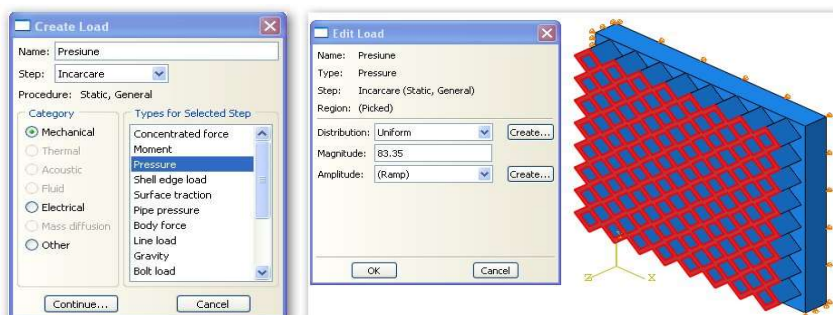 Create Load
Name: Presiune
Step: Incarcare
Procedure: Static, General
Category
Mechanical
Thermal
Acoustic
Fluid
Electrical
Mass diffusion
Other
Types for Selected Step
Concentrated force
Moment
Pressure
Shell edge load
Surface traction
Pipe pressure
Body force
Line load
Gravity
Bolt load
Continue...
Cancel
Edit Load
Name: Presiune
Type: Pressure
Step: Incarcare (Static, General)
Region: (Picked)
Distribution: Uniform Create...
Magnitude: 83.35
Amplitude: (Ramp) Create...
OK
Cancel
Z
X